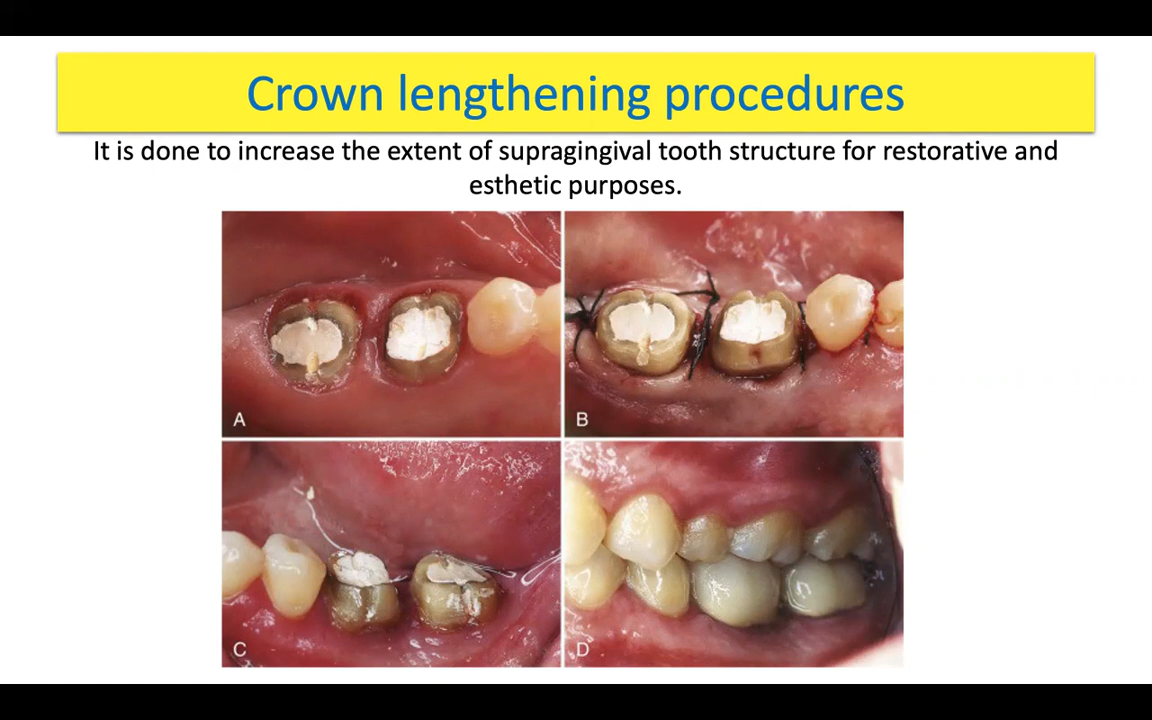 Crown lengthening procedures
It is done to increase the extent of supragingival tooth structure for restorative and
esthetic purposes.
A
B
C
D